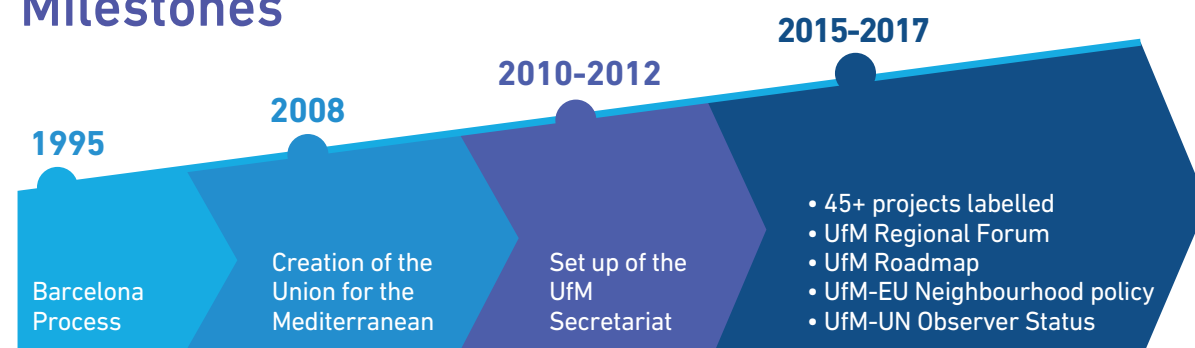 Milestones
1995
Barcelona
Process
2008
Creation of the
Union for the
Mediterranean
2010-2012
Set up of the
UfM
Secretariat
2015-2017
• 45+ projects labelled
• UfM Regional Forum
• UfM Roadmap
• UfM-EU Neighbourhood policy
• UfM-UN Observer Status